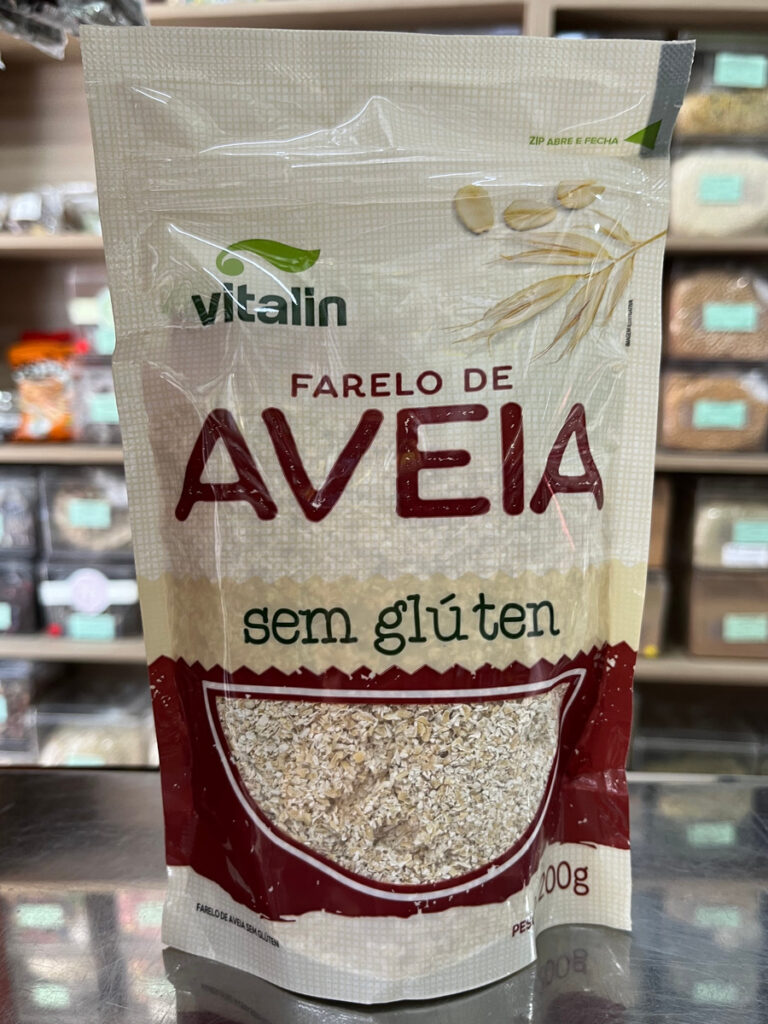 ZIP ABRE E FECHA
vitalin
FARELO DE
AVEIA
sem glúten
200g
FARELO DE AVEIA SEM GLÚTEN